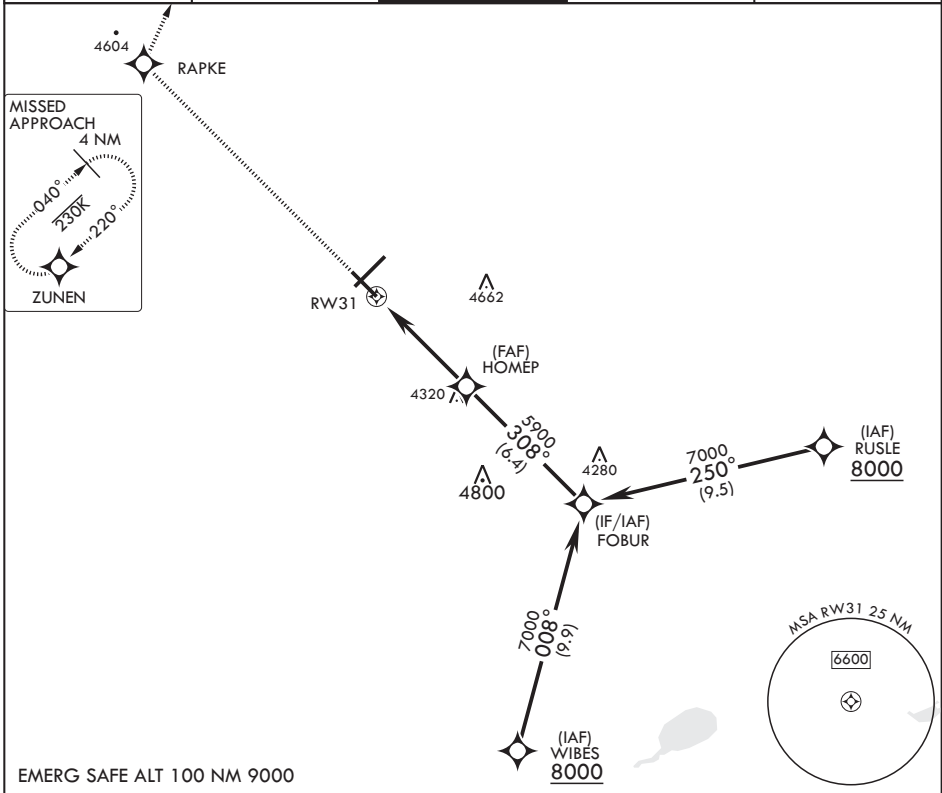 4604
RAPKE
MISSED
APPROACH
4 NM
040°
230K
220°
ZUNEN
RW31
4662
(FAF)
HOMEP
4320
5900
308°
(6.4)
4800
4280
7000
250°
(9.5)
(IAF)
RUSLE
8000
(IF/IAF)
FOBUR
7000
008°
(9.9)
(IAF)
WIBES
8000
MSA RW31 25 NM
6600
EMERG SAFE ALT 100 NM 9000